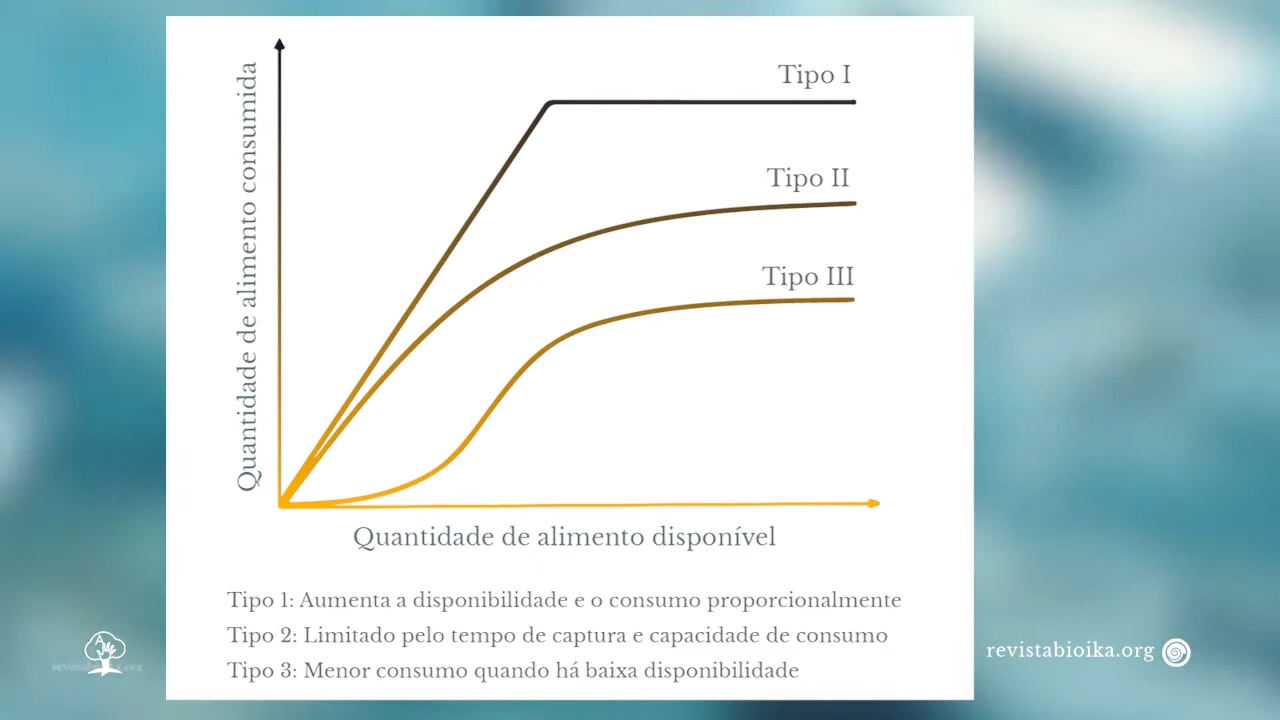 Tipo I
Tipo II
Tipo III
Quantidade de alimento consumida
Quantidade de alimento disponível
Tipo 1: Aumenta a disponibilidade e o consumo proporcionalmente
Tipo 2: Limitado pelo tempo de captura e capacidade de consumo
Tipo 3: Menor consumo quando há baixa disponibilidade
revistabioika.org
revistabioika.org